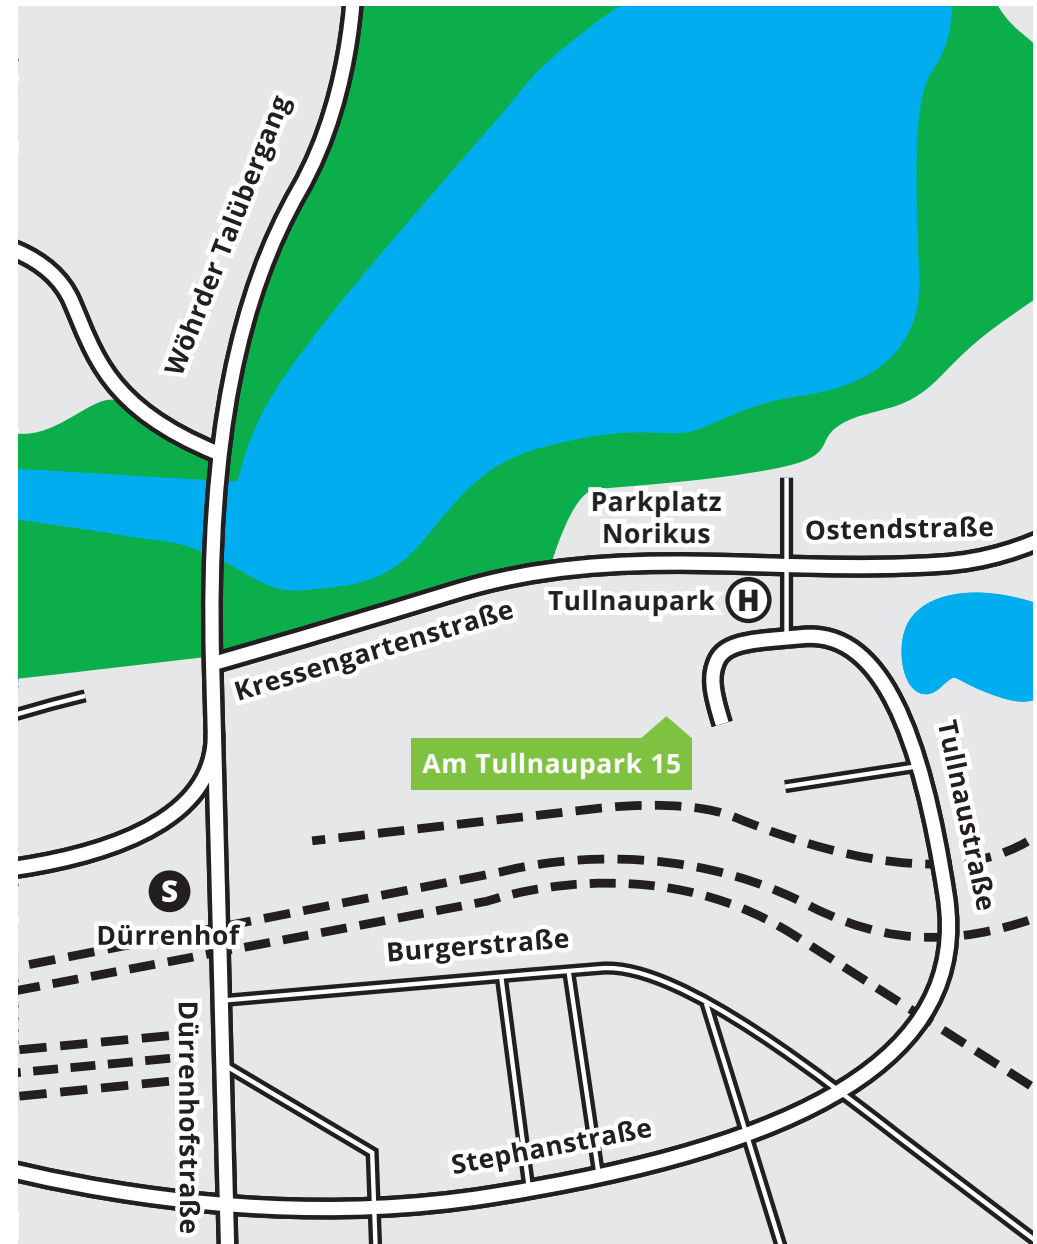 Wöhrder Talübergang
Parkplatz
Norikus
Ostendstraße
Tullnaupark H
Kressengartenstraße
Am Tullnaupark 15
Tullnaustraße
S
Dürrenhof
Burgerstraße
Dürrenhofstraße
Stephanstraße